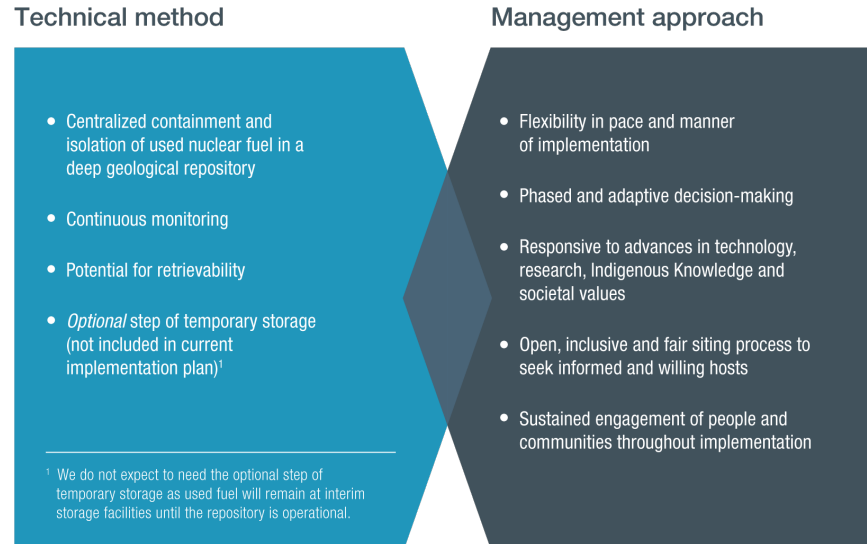 Technical method
• Centralized containment and
isolation of used nuclear fuel in a
deep geological repository
• Continuous monitoring
• Potential for retrievability
• Optional step of temporary storage
(not included in current
implementation plan)¹
¹ We do not expect to need the optional step of
temporary storage as used fuel will remain at interim
storage facilities until the repository is operational.
Management approach
• Flexibility in pace and manner
of implementation
• Phased and adaptive decision-making
• Responsive to advances in technology,
research, Indigenous Knowledge and
societal values
• Open, inclusive and fair siting process to
seek informed and willing hosts
• Sustained engagement of people and
communities throughout implementation